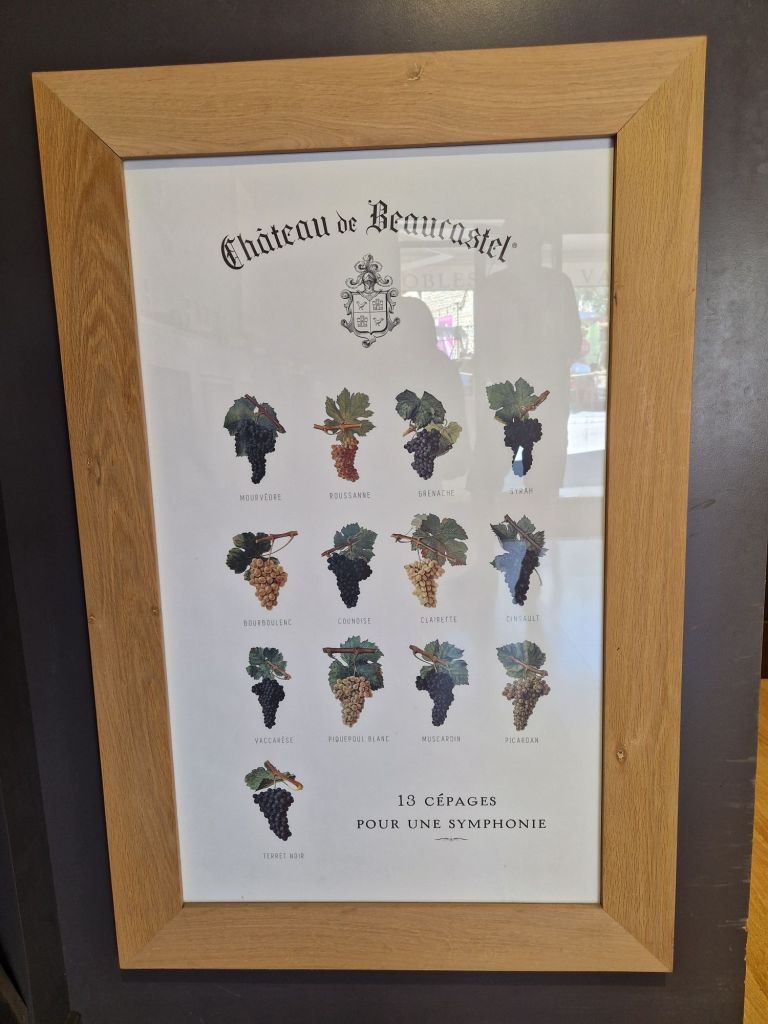 Château de Beaucastel®
MOURVÈDRE ROUSSANNE GRENACHE SYRAH
BOURBOULENC COUNOISE CLAIRETTE CINSAULT
VACCARÈSE PIQUEPOUL BLANC MUSCARDIN PICARDAN
TERRET NOIR
13 CÉPAGES
POUR UNE SYMPHONIE